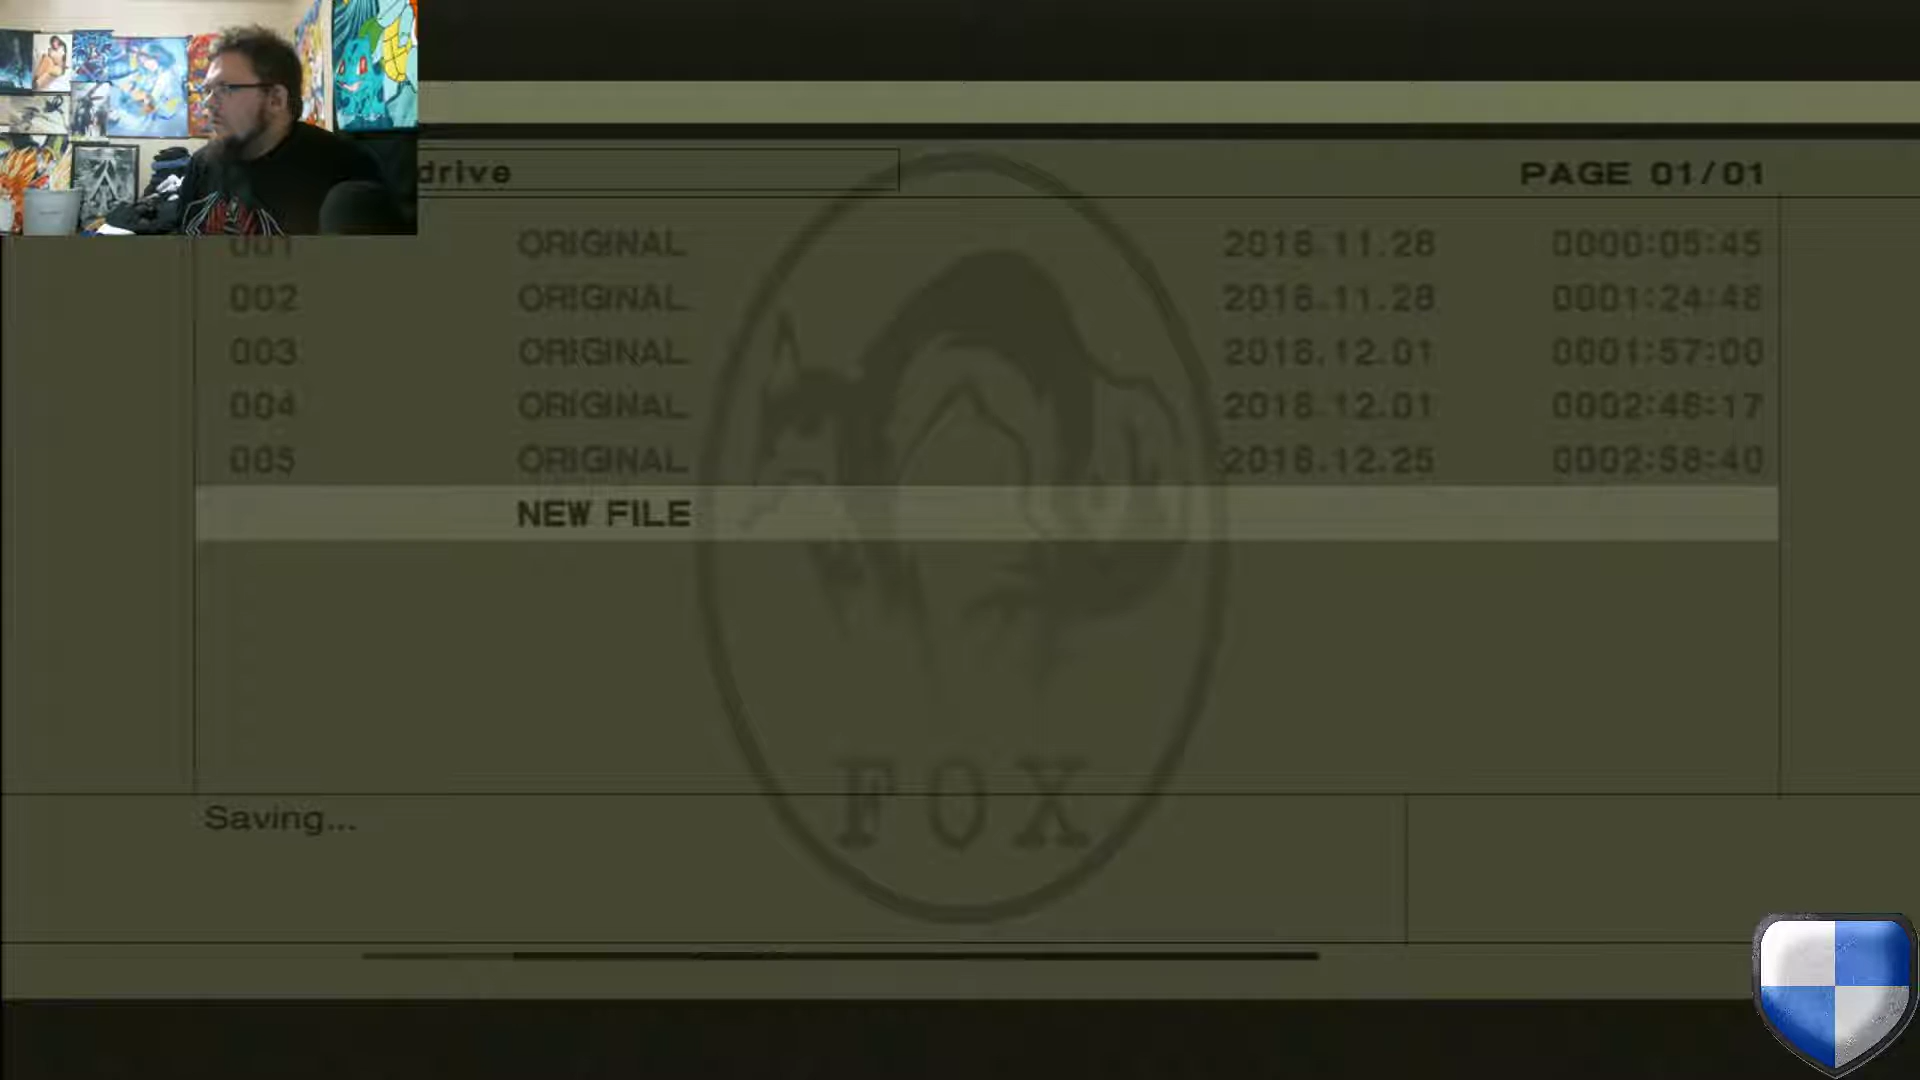 drive
PAGE 01/01
001 ORIGINAL 2016.11.28 0000:05:45
002 ORIGINAL 2016.11.28 0001:24:46
003 ORIGINAL 2016.12.01 0001:57:00
004 ORIGINAL 2016.12.01 0002:46:17
005 ORIGINAL 2016.12.25 0002:58:40
NEW FILE
FOX
Saving...